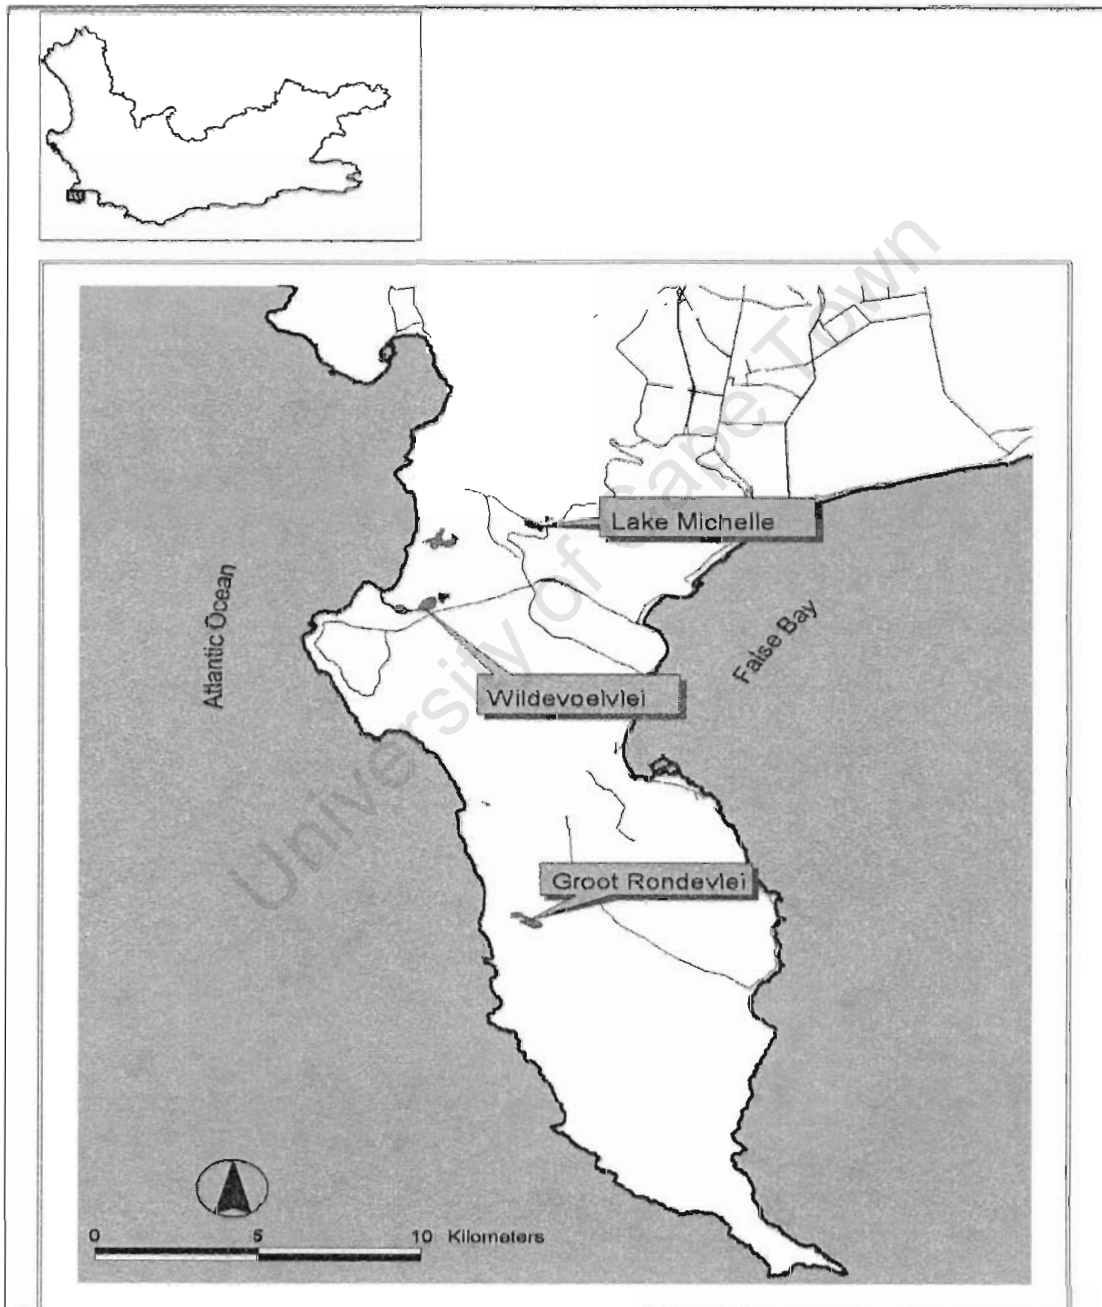 Lake Michelle
Atlantic Ocean
False Bay
Wildevoelvlei
Groot Rondevlei
0 5 10 Kilometers
University of Cape Town